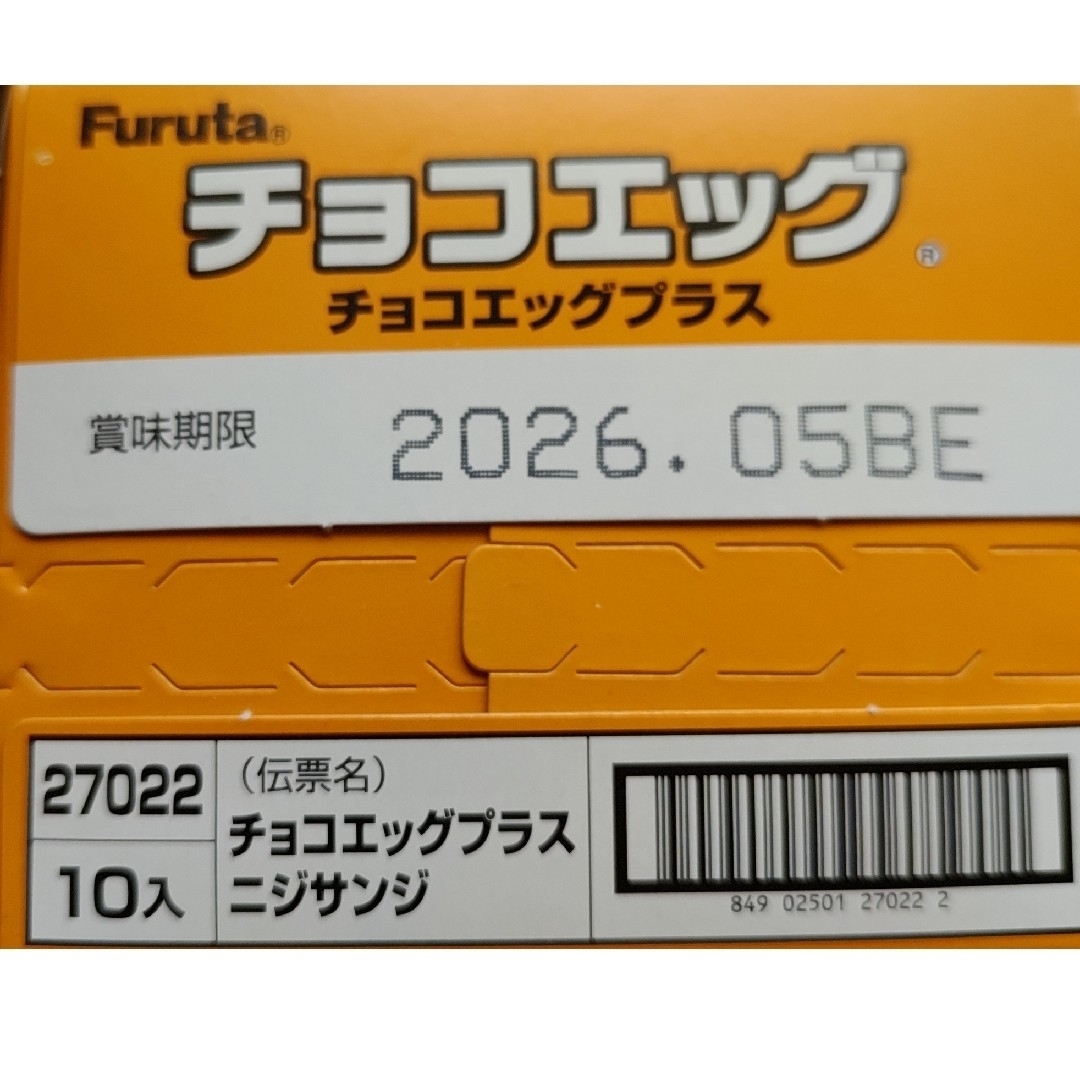 Furuta®
チョコエッグ®
チョコエッグプラス
賞味期限 2026.05BE
27022
10入
(伝票名)
チョコエッグプラス
ニジサンジ
849 02501 27022 2